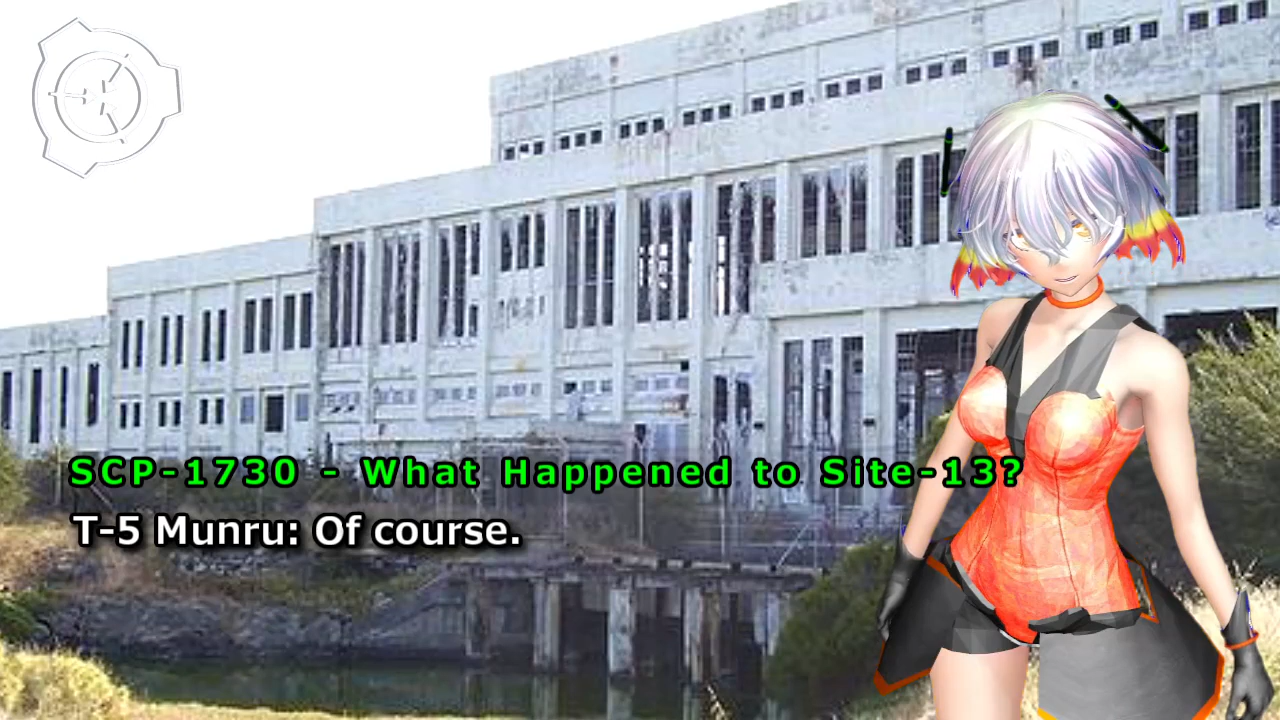 SCP-1730 - What Happened to Site-13?
T-5 Munru: Of course.